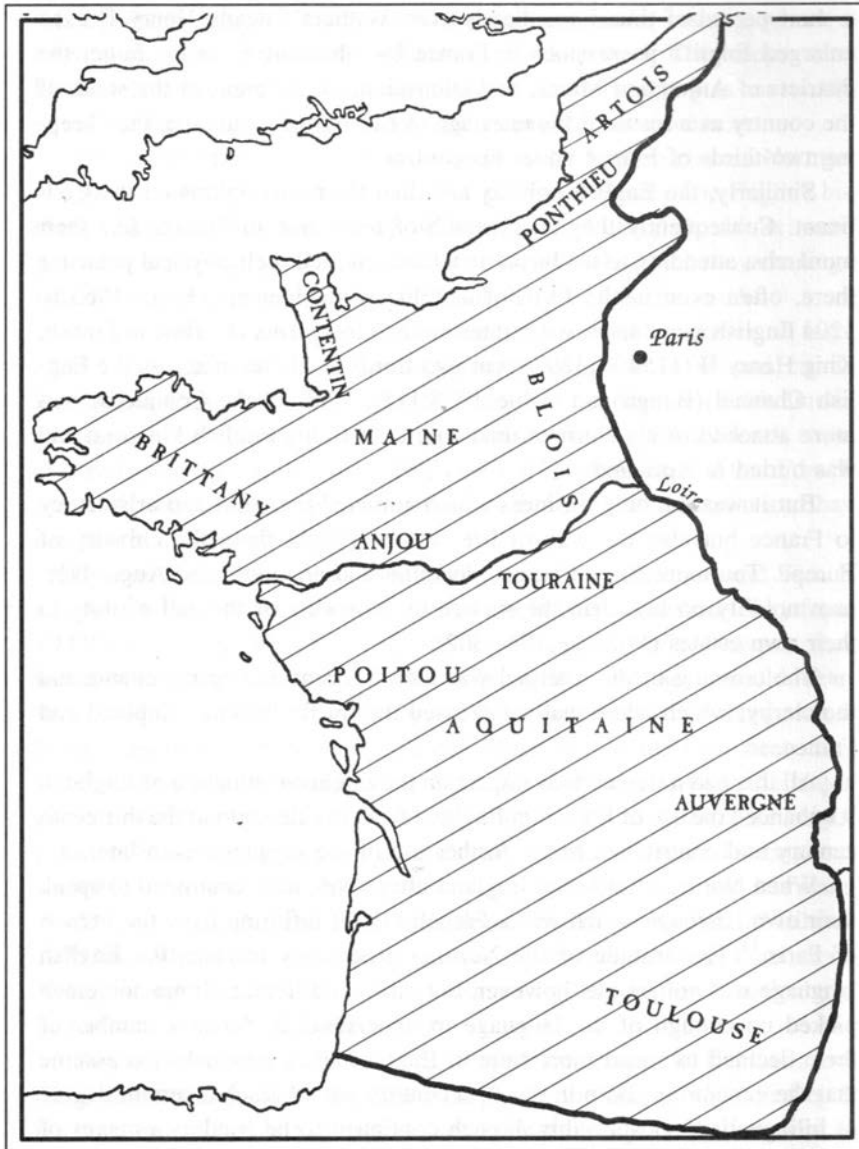 ARTOIS
PONTHIEU
CONTENTIN
Paris
BLOIS
BRITTANY
MAINE
Loire
ANJOU
TOURAINE
POITOU
AQUITAINE
AUVERGNE
TOULOUSE